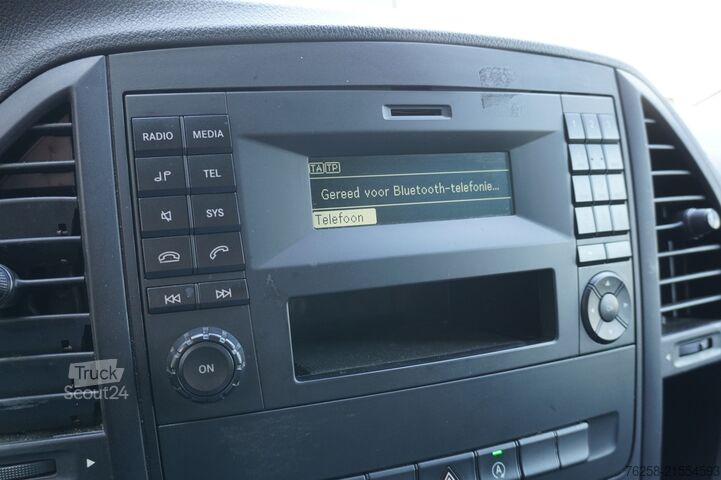 RADIO MEDIA
TA TP
TEL
Gereed voor Bluetooth-telefonie...
SYS
Telefoon
ON
Truck
Scout24
A
76258-21554593